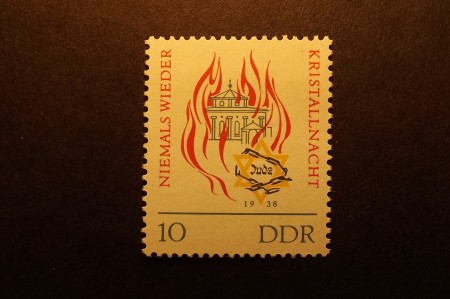 NIEMALS WIEDER
KRISTALLNACHT
Jude
1938
10 DDR